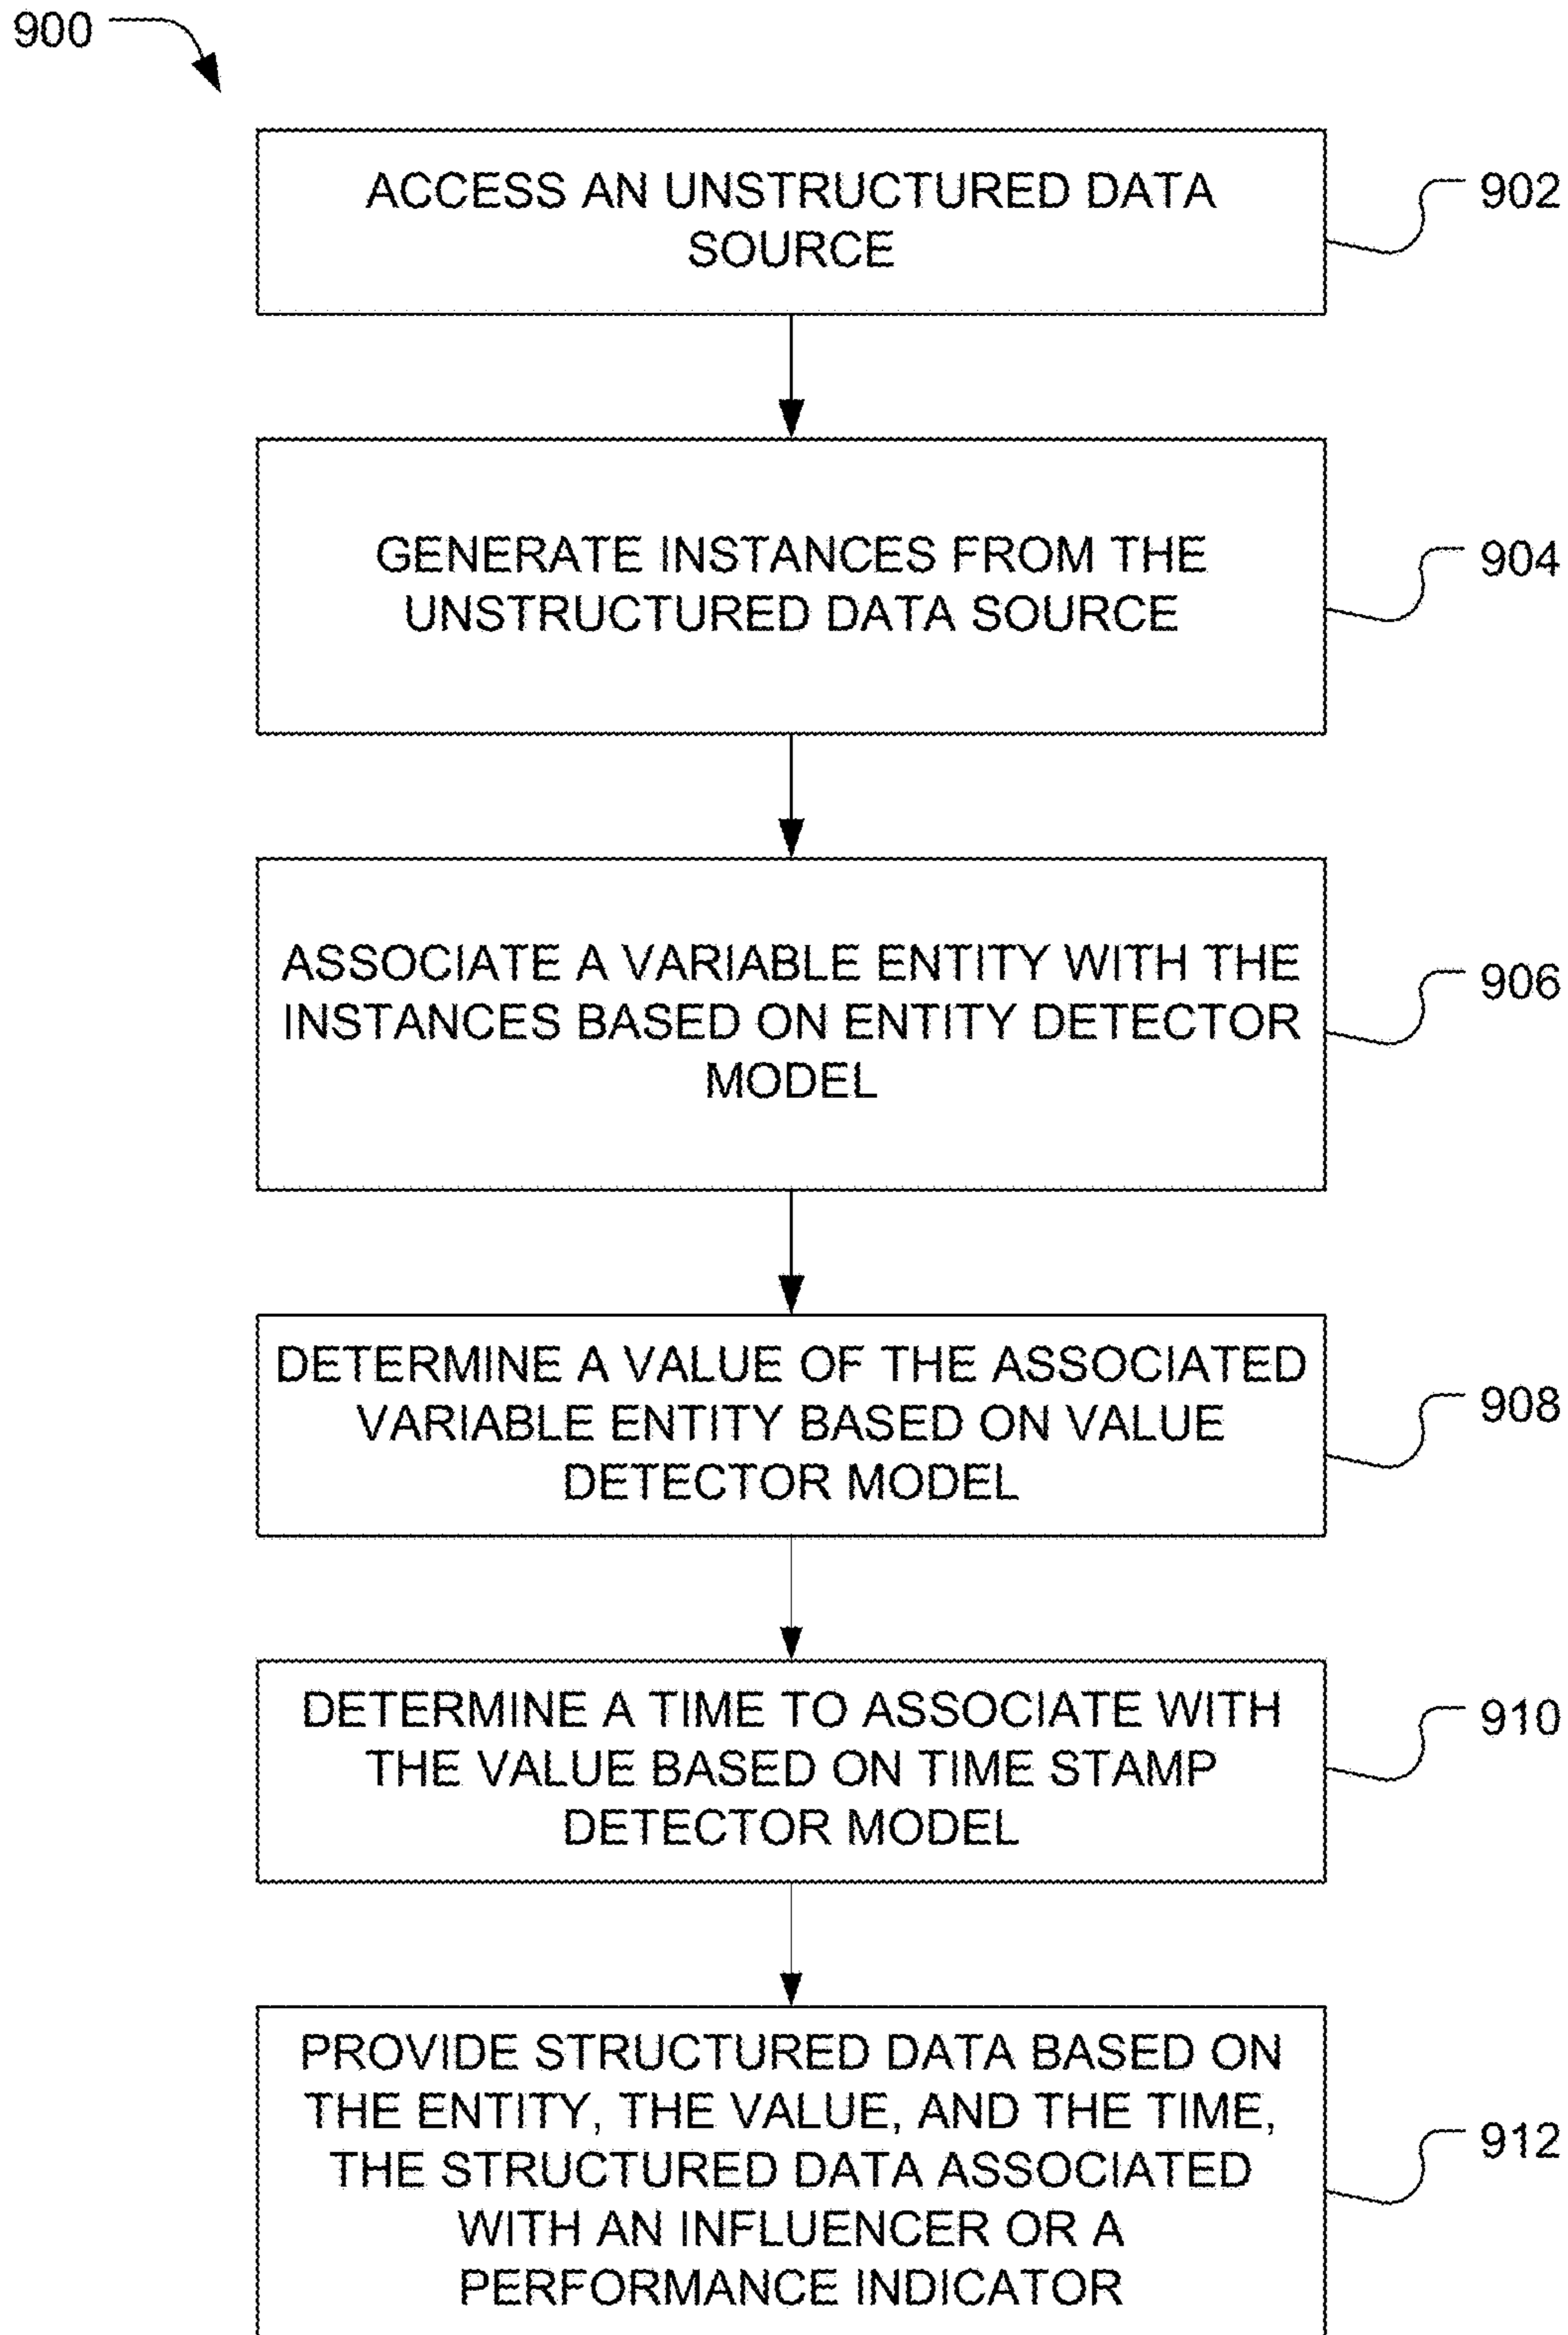 900
ACCESS AN UNSTRUCTURED DATA
SOURCE
902
GENERATE INSTANCES FROM THE
UNSTRUCTURED DATA SOURCE
904
ASSOCIATE A VARIABLE ENTITY WITH THE
INSTANCES BASED ON ENTITY DETECTOR
MODEL
906
DETERMINE A VALUE OF THE ASSOCIATED
VARIABLE ENTITY BASED ON VALUE
DETECTOR MODEL
908
DETERMINE A TIME TO ASSOCIATE WITH
THE VALUE BASED ON TIME STAMP
DETECTOR MODEL
910
PROVIDE STRUCTURED DATA BASED ON
THE ENTITY, THE VALUE, AND THE TIME,
THE STRUCTURED DATA ASSOCIATED
WITH AN INFLUENCER OR A
PERFORMANCE INDICATOR
912